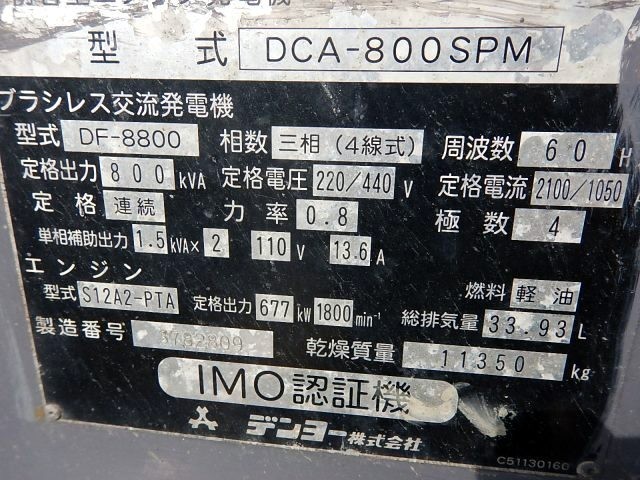 型式 DCA-800SPM
ブラシレス交流発電機
型式 DF-8800 相数 三相(4線式) 周波数 60 H
定格出力 800 kVA 定格電圧 220/440 V 定格電流 2100/1050 A
定格 連続 力率 0.8 極数 4
単相補助出力 1.5 kVA× 2 110 V 13.6 A
エンジン
型式 S12A2-PTA 定格出力 677 kW 1800 min⁻¹ 燃料 軽油
総排気量 33.93 L
製造番号 3782809 乾燥質量 11350 kg
IMO認証機
デンヨー株式会社
C51130160